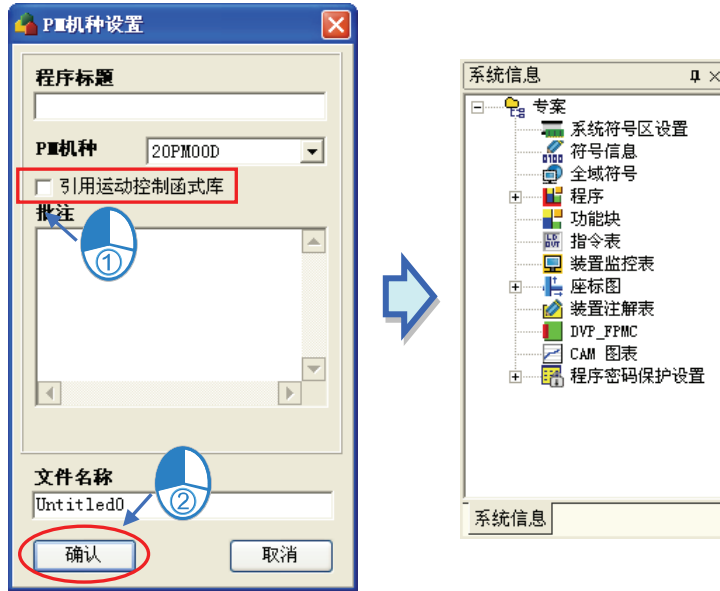 PM机种设置
程序标题
PM机种
20PM00D
引用运动控制函式库
批注
①
文件名称
Untitled0
②
确认
取消
系统信息
专案
系统符号区设置
符号信息
全域符号
程序
功能块
指令表
装置监控表
座标图
装置注解表
DVP_FPMC
CAM 图表
程序密码保护设置
系统信息